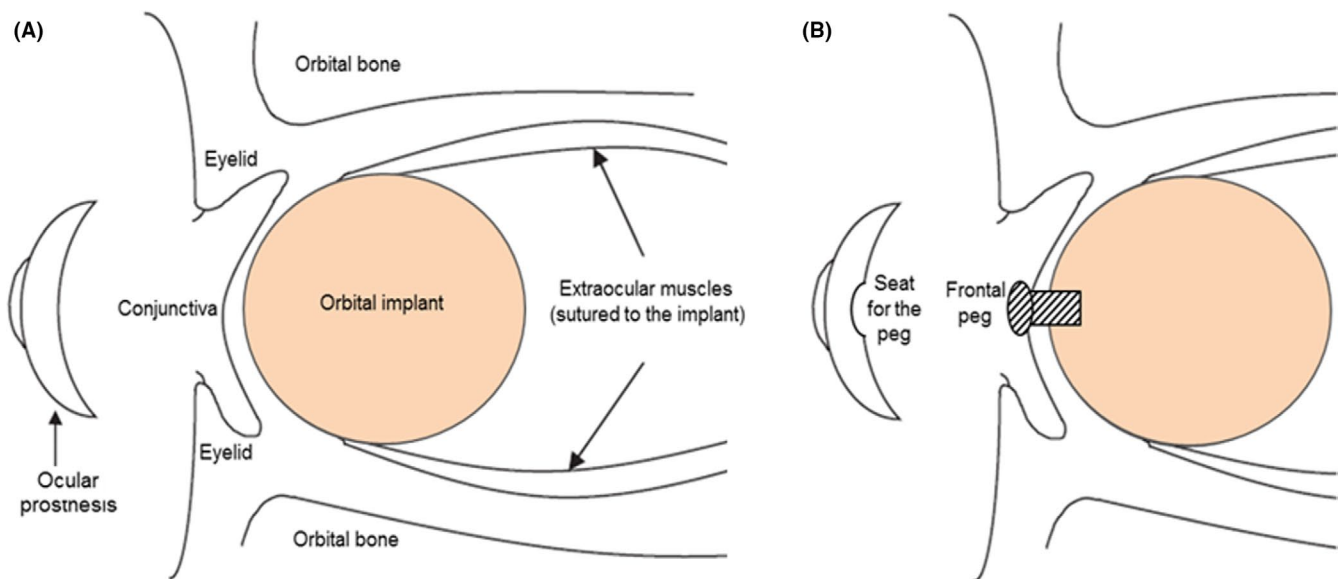 (A)
Orbital bone
Eyelid
Conjunctiva
Orbital implant
Extraocular muscles
(sutured to the implant)
Eyelid
Ocular
prostnesis
Orbital bone
(B)
Seat
for the
peg
Frontal
peg